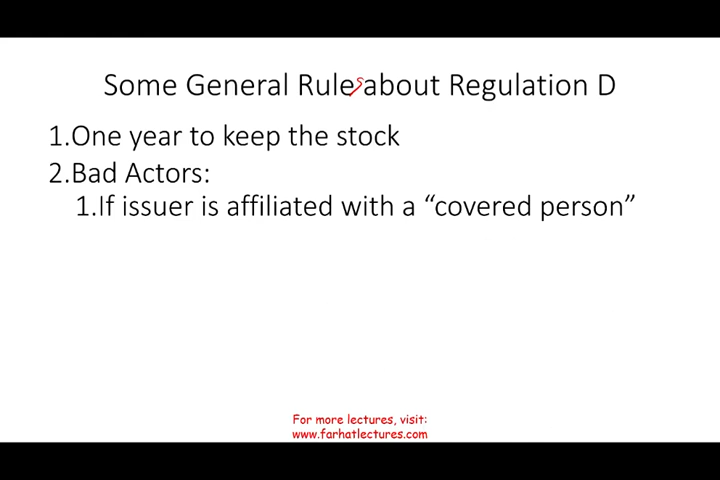 Some General Rules about Regulation D
1.One year to keep the stock
2.Bad Actors:
1.If issuer is affiliated with a “covered person”
For more lectures, visit:
www.farhatlectures.com